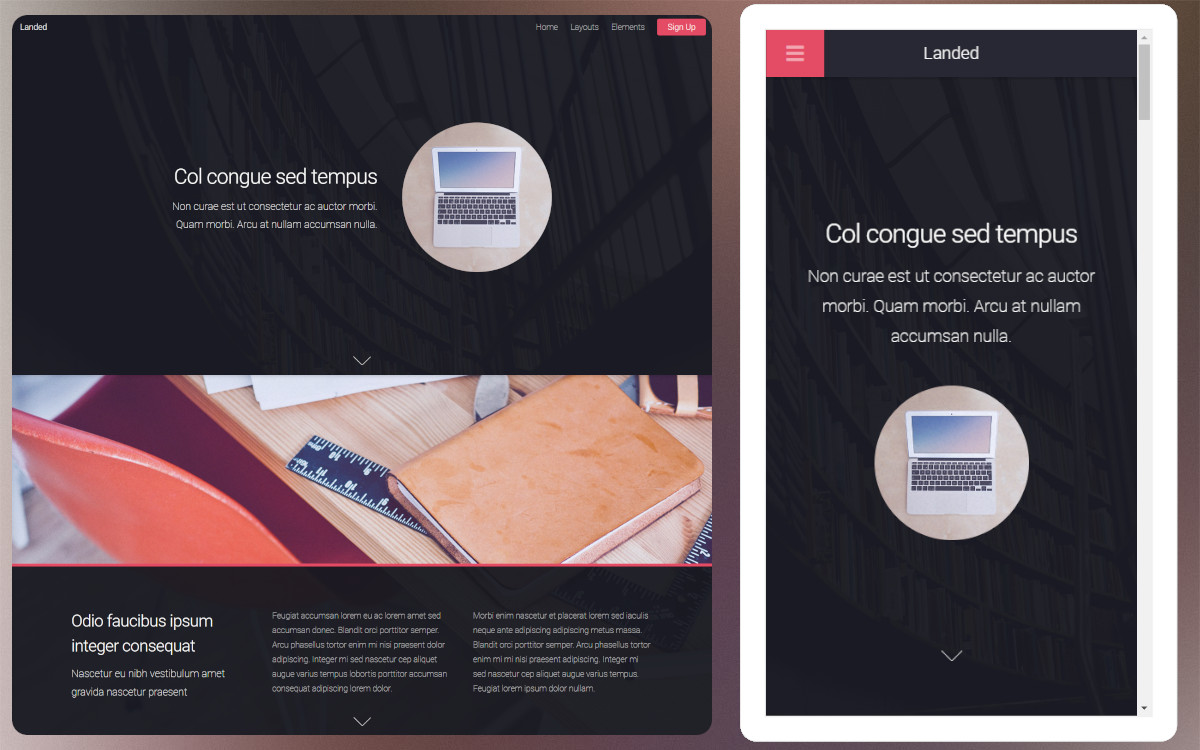 Landed
Home Layouts Elements Sign Up
Col congue sed tempus
Non curae est ut consectetur ac auctor morbi.
Quam morbi. Arcu at nullam accumsan nulla.
Odio faucibus ipsum
integer consequat
Nascetur eu nibh vestibulum amet
gravida nascetur praesent
Feugiat accumsan lorem eu ac lorem amet sed
accumsan donec. Blandit orci porttitor semper.
Arcu phasellus tortor enim mi nisi praesent dolor
adipiscing. Integer mi sed nascetur cep aliquet
augue varius tempus lobortis porttitor accumsan
consequat adipiscing lorem dolor.
Morbi enim nascetur et placerat lorem sed iaculis
neque ante adipiscing adipiscing metus massa.
Blandit orci porttitor semper. Arcu phasellus tortor
enim mi mi nisi praesent adipiscing. Integer mi
sed nascetur cep aliquet augue varius tempus.
Feugiat lorem ipsum dolor nullam.
Landed
Col congue sed tempus
Non curae est ut consectetur ac auctor
morbi. Quam morbi. Arcu at nullam
accumsan nulla.